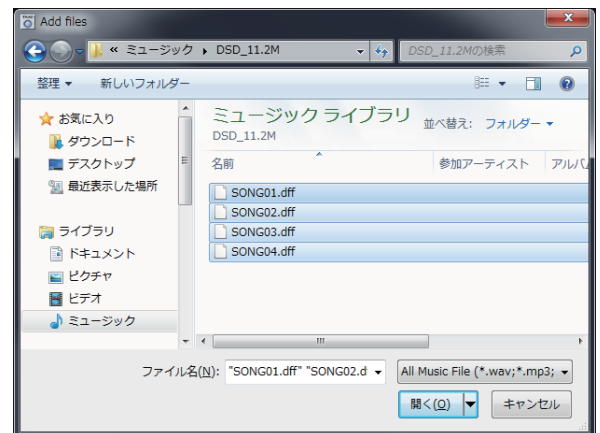 Add files
« ミュージック ▸ DSD_11.2M
DSD_11.2Mの検索
整理 ▼ 新しいフォルダー
お気に入り
ダウンロード
デスクトップ
最近表示した場所
ライブラリ
ドキュメント
ピクチャ
ビデオ
ミュージック
ミュージック ライブラリ
DSD_11.2M
並べ替え: フォルダー ▼
名前 参加アーティスト アルバ
SONG01.dff
SONG02.dff
SONG03.dff
SONG04.dff
ファイル名(N): "SONG01.dff" "SONG02.d
All Music File (*.wav;*.mp3;
開く(O) キャンセル